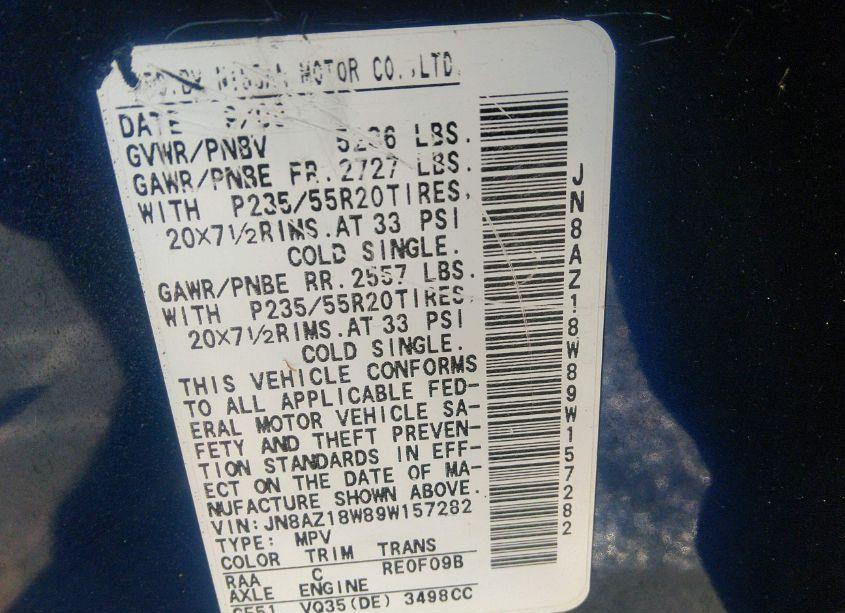 MFD.BY NISSAN MOTOR CO.,LTD.
DATE
GVWR/PNBV 5236 LBS.
GAWR/PNBE FR.2727 LBS.
WITH P235/55R20TIRES,
20X7½RIMS.AT 33 PSI
COLD SINGLE.
GAWR/PNBE RR.2557 LBS.
WITH P235/55R20TIRES
20X7½RIMS.AT 33 PSI
COLD SINGLE.
THIS VEHICLE CONFORMS
TO ALL APPLICABLE FED-
ERAL MOTOR VEHICLE SA-
FETY AND THEFT PREVEN-
TION STANDARDS IN EFF-
ECT ON THE DATE OF MA-
NUFACTURE SHOWN ABOVE.
VIN:JN8AZ18W89W157282
TYPE: MPV
COLOR TRIM TRANS
RAA C RE0F09B
AXLE ENGINE
VQ35(DE) 3498CC
JN8AZ18W89W157282